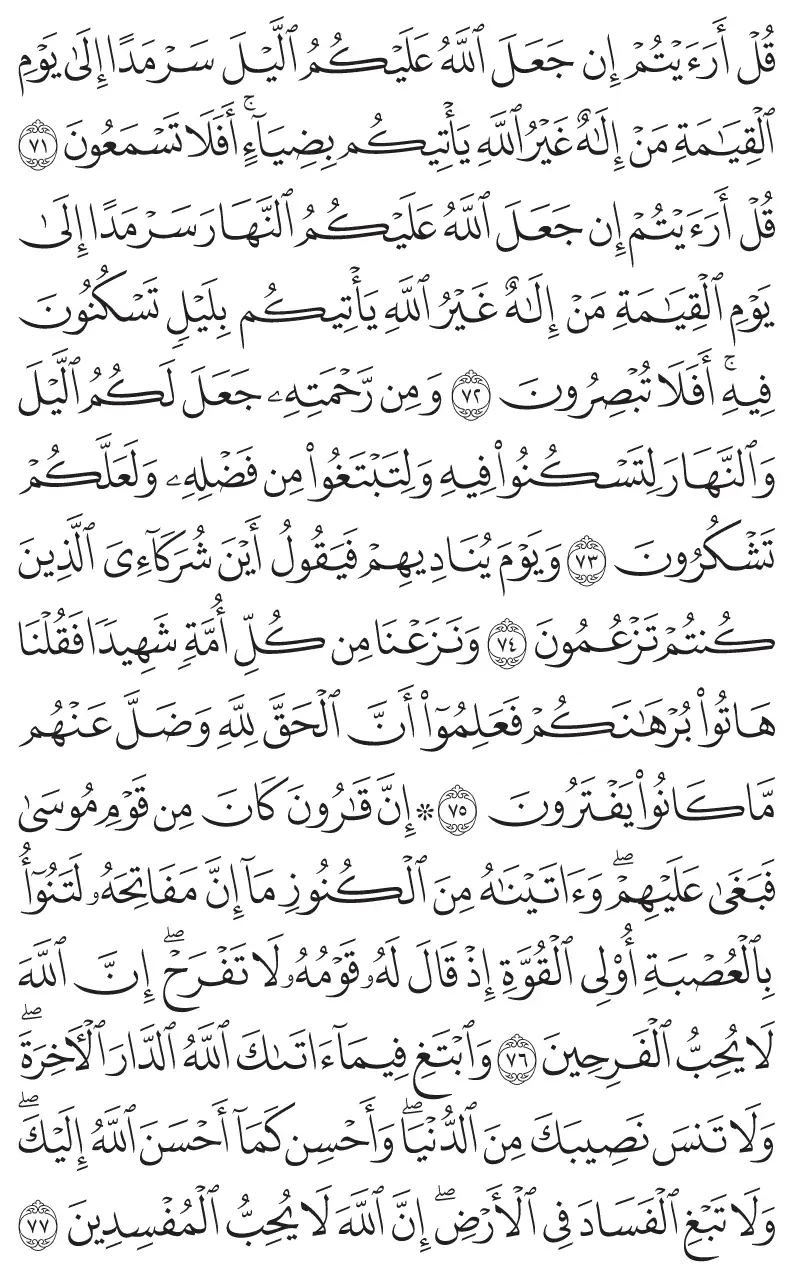 قُلْ أَرَءَيْتُمْ إِن جَعَلَ ٱللَّهُ عَلَيْكُمُ ٱلَّيْلَ سَرْمَدًا إِلَىٰ يَوْمِ
ٱلْقِيَـٰمَةِ مَنْ إِلَـٰهٌ غَيْرُ ٱللَّهِ يَأْتِيكُم بِضِيَآءٍ ۖ أَفَلَا تَسْمَعُونَ ٧١
قُلْ أَرَءَيْتُمْ إِن جَعَلَ ٱللَّهُ عَلَيْكُمُ ٱلنَّهَارَ سَرْمَدًا إِلَىٰ
يَوْمِ ٱلْقِيَـٰمَةِ مَنْ إِلَـٰهٌ غَيْرُ ٱللَّهِ يَأْتِيكُم بِلَيْلٍ تَسْكُنُونَ
فِيهِ ۚ أَفَلَا تُبْصِرُونَ ٧٢ وَمِن رَّحْمَتِهِۦ جَعَلَ لَكُمُ ٱلَّيْلَ
وَٱلنَّهَارَ لِتَسْكُنُوا۟ فِيهِ وَلِتَبْتَغُوا۟ مِن فَضْلِهِۦ وَلَعَلَّكُمْ
تَشْكُرُونَ ٧٣ وَيَوْمَ يُنَادِيهِمْ فَيَقُولُ أَيْنَ شُرَكَآءِىَ ٱلَّذِينَ
كُنتُمْ تَزْعُمُونَ ٧٤ وَنَزَعْنَا مِن كُلِّ أُمَّةٍ شَهِيدًا فَقُلْنَا
هَاتُوا۟ بُرْهَـٰنَكُمْ فَعَلِمُوٓا۟ أَنَّ ٱلْحَقَّ لِلَّهِ وَضَلَّ عَنْهُم
مَّا كَانُوا۟ يَفْتَرُونَ ٧٥ * إِنَّ قَـٰرُونَ كَانَ مِن قَوْمِ مُوسَىٰ
فَبَغَىٰ عَلَيْهِمْ ۖ وَءَاتَيْنَـٰهُ مِنَ ٱلْكُنُوزِ مَآ إِنَّ مَفَاتِحَهُۥ لَتَنُوٓأُ
بِٱلْعُصْبَةِ أُو۟لِى ٱلْقُوَّةِ إِذْ قَالَ لَهُۥ قَوْمُهُۥ لَا تَفْرَحْ ۖ إِنَّ ٱللَّهَ
لَا يُحِبُّ ٱلْفَرِحِينَ ٧٦ وَٱبْتَغِ فِيمَآ ءَاتَىٰكَ ٱللَّهُ ٱلدَّارَ ٱلْـَٔاخِرَةَ ۖ
وَلَا تَنسَ نَصِيبَكَ مِنَ ٱلدُّنْيَا ۖ وَأَحْسِن كَمَآ أَحْسَنَ ٱللَّهُ إِلَيْكَ ۖ
وَلَا تَبْغِ ٱلْفَسَادَ فِى ٱلْأَرْضِ ۖ إِنَّ ٱللَّهَ لَا يُحِبُّ ٱلْمُفْسِدِينَ ٧٧